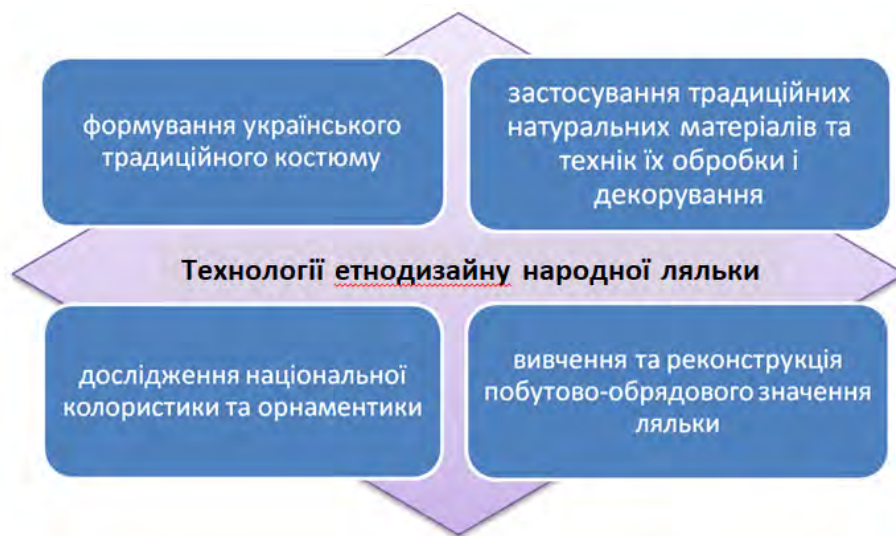 формування українського
традиційного костюму
застосування традиційних
натуральних матеріалів та
технік їх обробки і
декорування
Технології етнодизайну народної ляльки
дослідження національної
колористики та орнаментики
вивчення та реконструкція
побутово-обрядового значення
ляльки